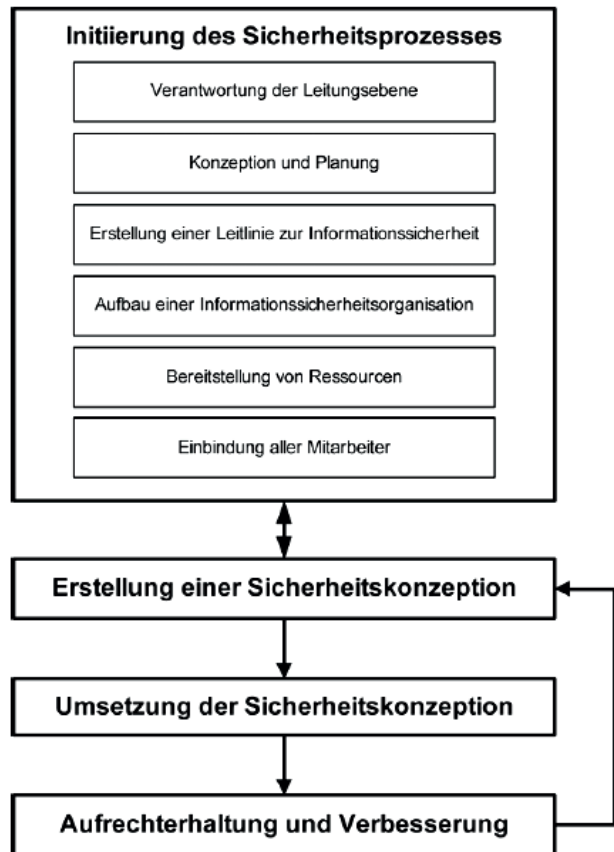 Initiierung des Sicherheitsprozesses
Verantwortung der Leitungsebene
Konzeption und Planung
Erstellung einer Leitlinie zur Informationssicherheit
Aufbau einer Informationssicherheitsorganisation
Bereitstellung von Ressourcen
Einbindung aller Mitarbeiter
Erstellung einer Sicherheitskonzeption
Umsetzung der Sicherheitskonzeption
Aufrechterhaltung und Verbesserung